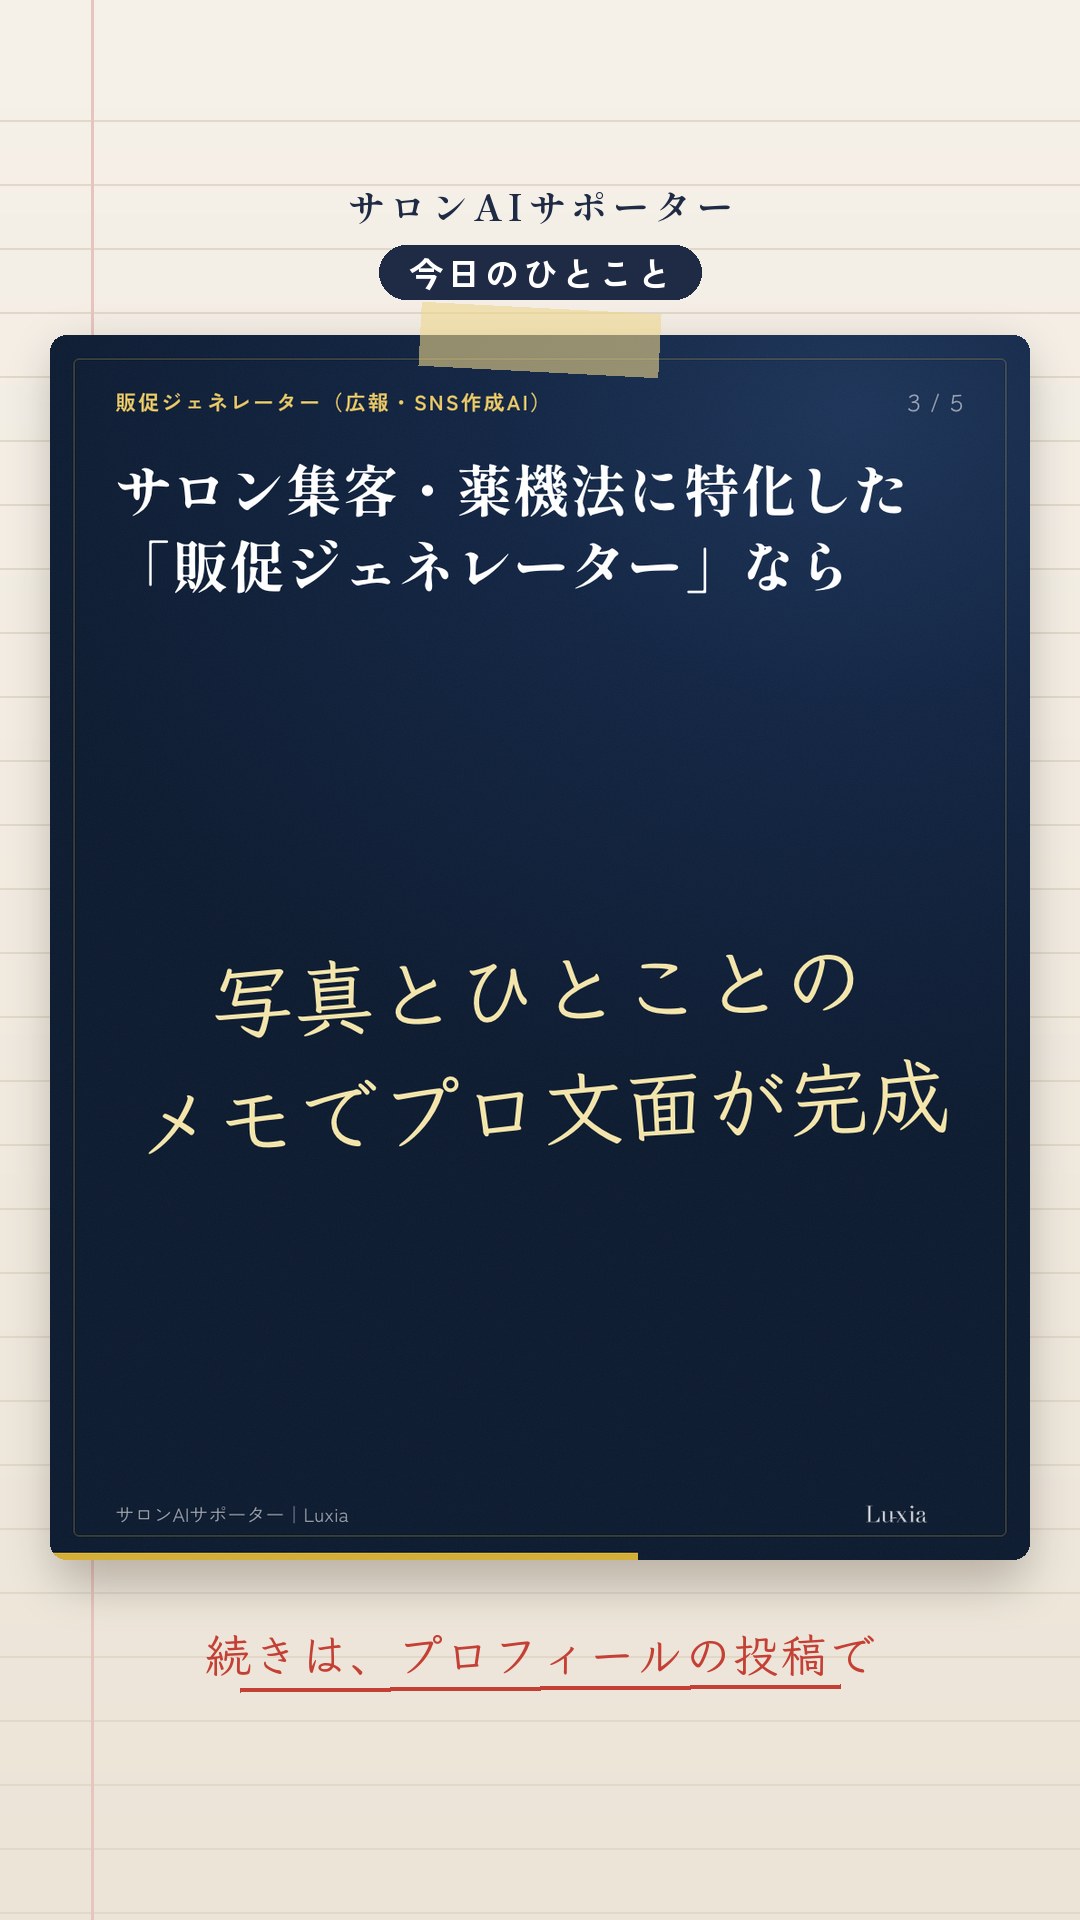 サロンAIサポーター
今日のひとこと
販促ジェネレーター（広報・SNS作成AI）
3 / 5
サロン集客・薬機法に特化した
「販促ジェネレーター」なら
写真とひとことの
メモでプロ文面が完成
サロンAIサポーター｜Luxia
Luxia
続きは、プロフィールの投稿で